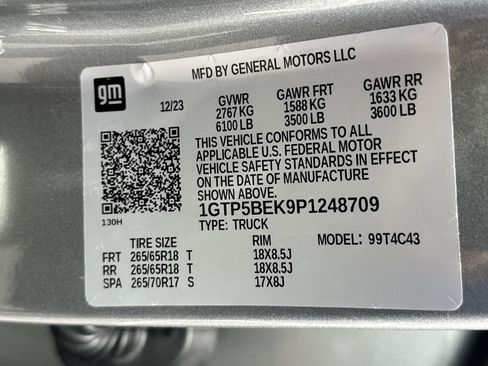 MFD BY GENERAL MOTORS LLC
gm
12/23
GVWR GAWR FRT GAWR RR
2767 KG 1588 KG 1633 KG
6100 LB 3500 LB 3600 LB
THIS VEHICLE CONFORMS TO ALL
APPLICABLE U.S. FEDERAL MOTOR
VEHICLE SAFETY STANDARDS IN EFFECT
ON THE DATE OF MANUFACTURE
SHOWN ABOVE.
130H
1GTP5BEK9P1248709
TYPE: TRUCK
TIRE SIZE RIM MODEL: 99T4C43
FRT 265/65R18 T 18X8.5J
RR 265/65R18 T 18X8.5J
SPA 265/70R17 S 17X8J